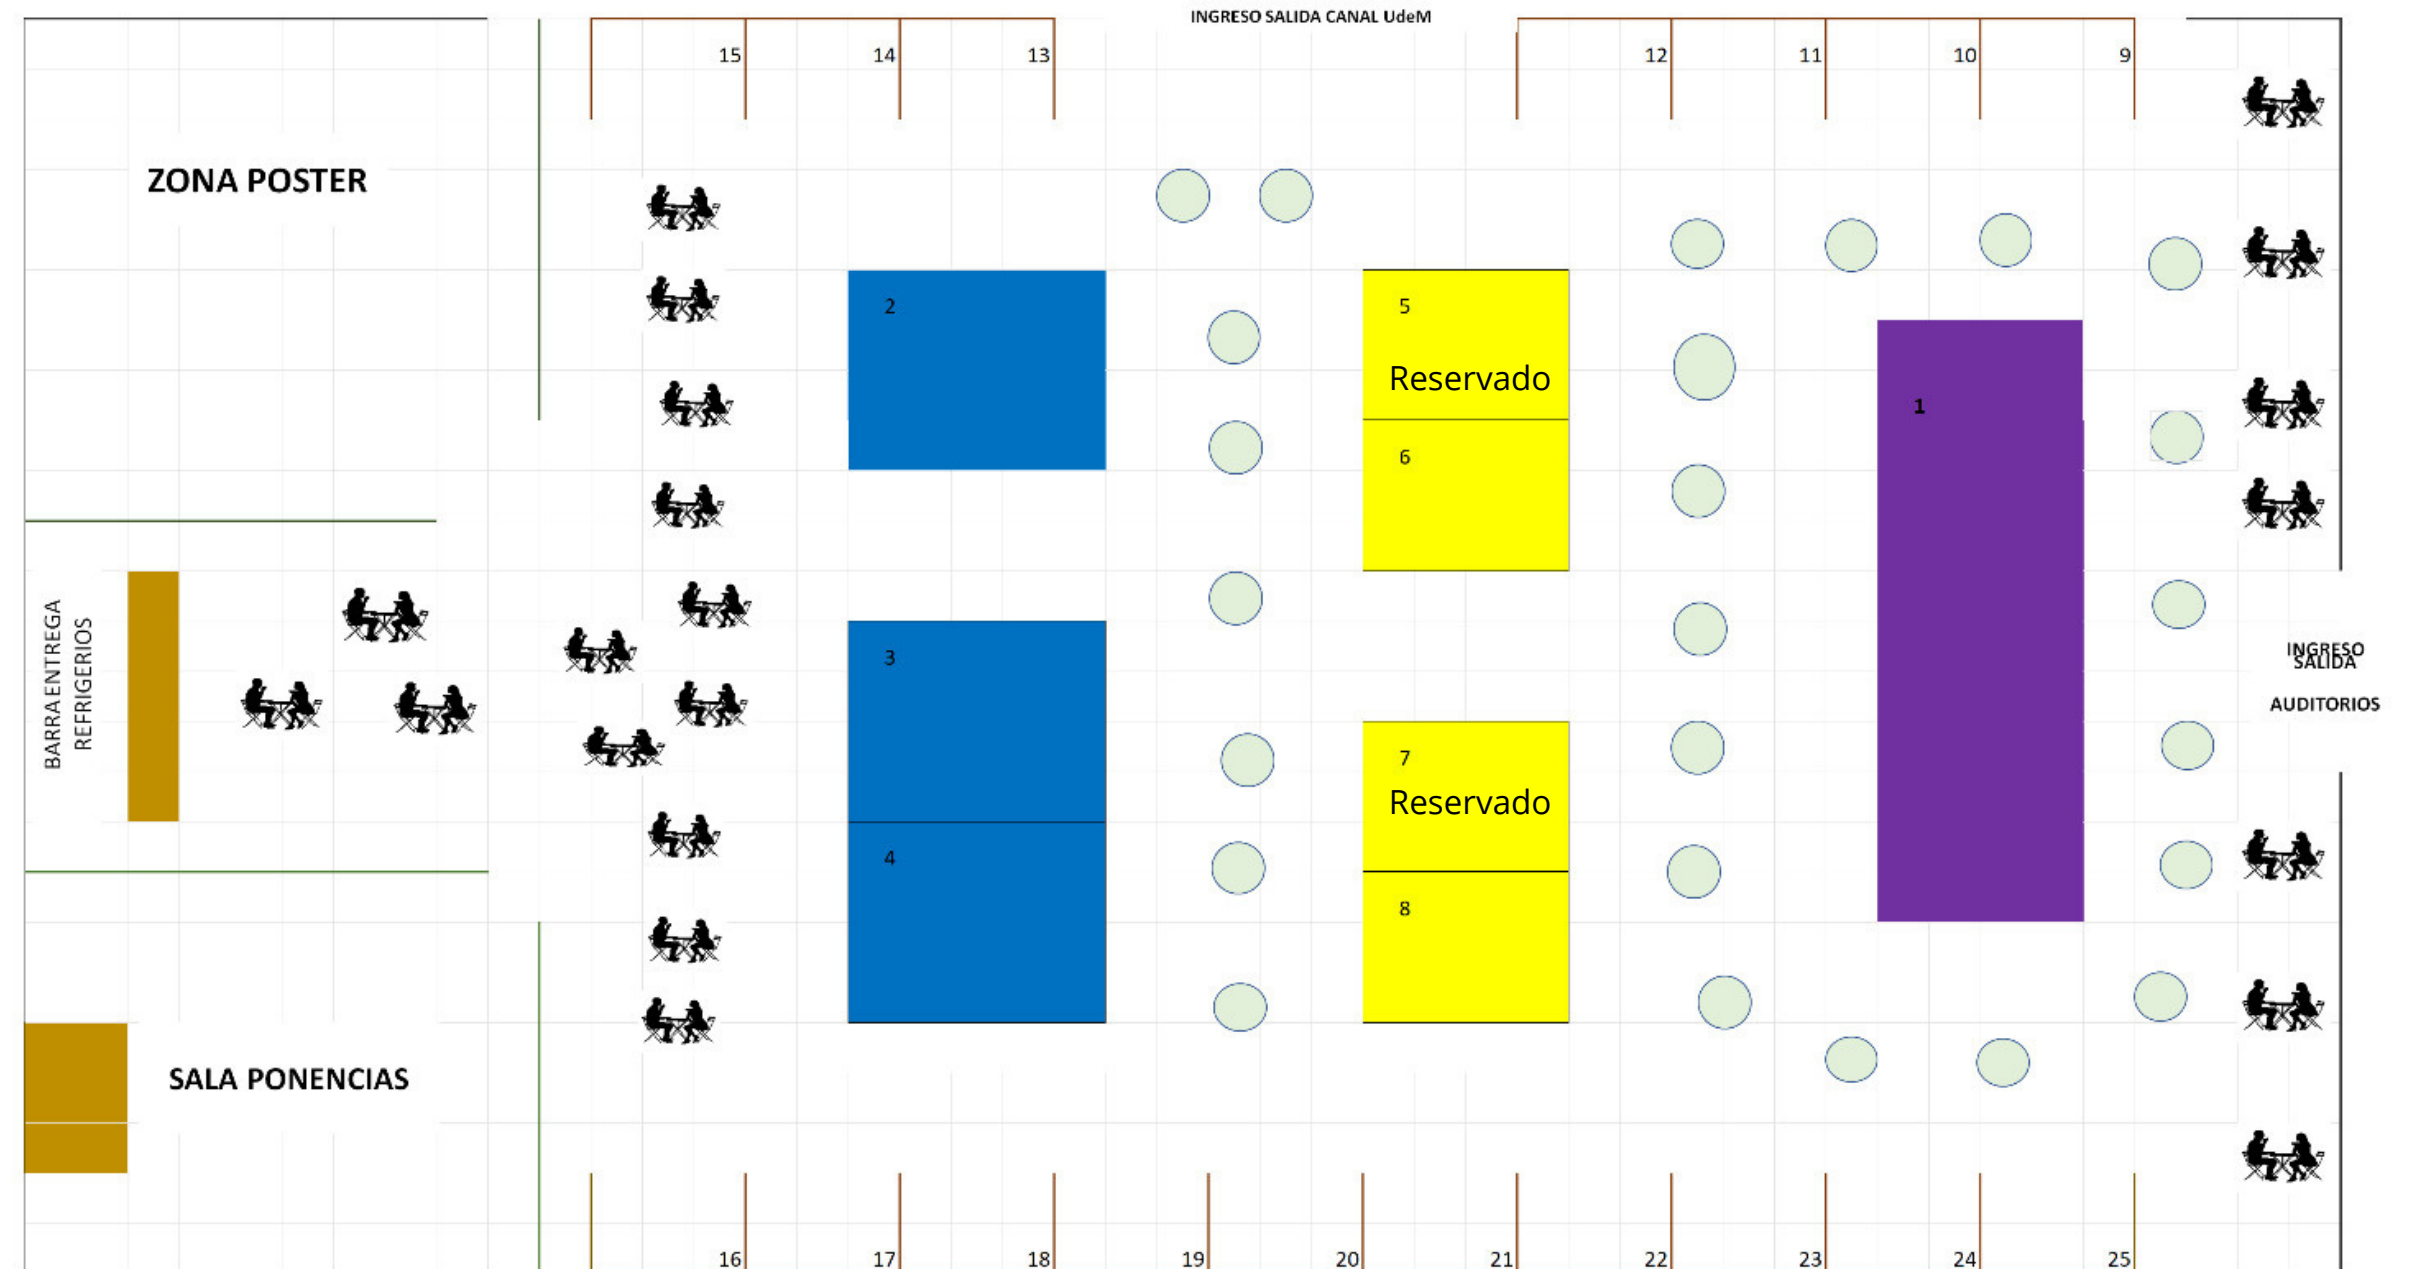 INGRESO SALIDA CANAL UdeM
15
14
13
12
11
10
9
ZONA POSTER
2
5
Reservado
1
6
BARRA ENTREGA
REFRIGERIOS
3
INGRESO
SALIDA
AUDITORIOS
7
Reservado
4
8
SALA PONENCIAS
16
17
18
19
20
21
22
23
24
25